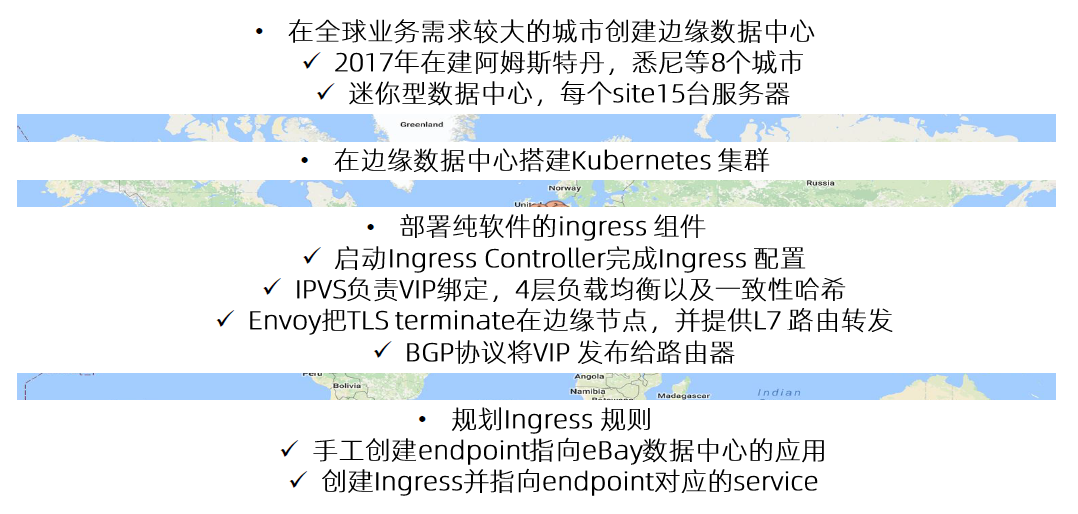 • 在全球业务需求较大的城市创建边缘数据中心
✓ 2017年在建阿姆斯特丹，悉尼等8个城市
✓ 迷你型数据中心，每个site15台服务器
Greenland
• 在边缘数据中心搭建Kubernetes 集群
Russia
Norway
• 部署纯软件的ingress 组件
✓ 启动Ingress Controller完成Ingress 配置
✓ IPVS负责VIP绑定，4层负载均衡以及一致性哈希
✓ Envoy把TLS terminate在边缘节点，并提供L7 路由转发
✓ BGP协议将VIP 发布给路由器
Angola
Bolivia
Namibia
Madagascar
Indian
• 规划Ingress 规则
✓ 手工创建endpoint指向eBay数据中心的应用
✓ 创建Ingress并指向endpoint对应的service